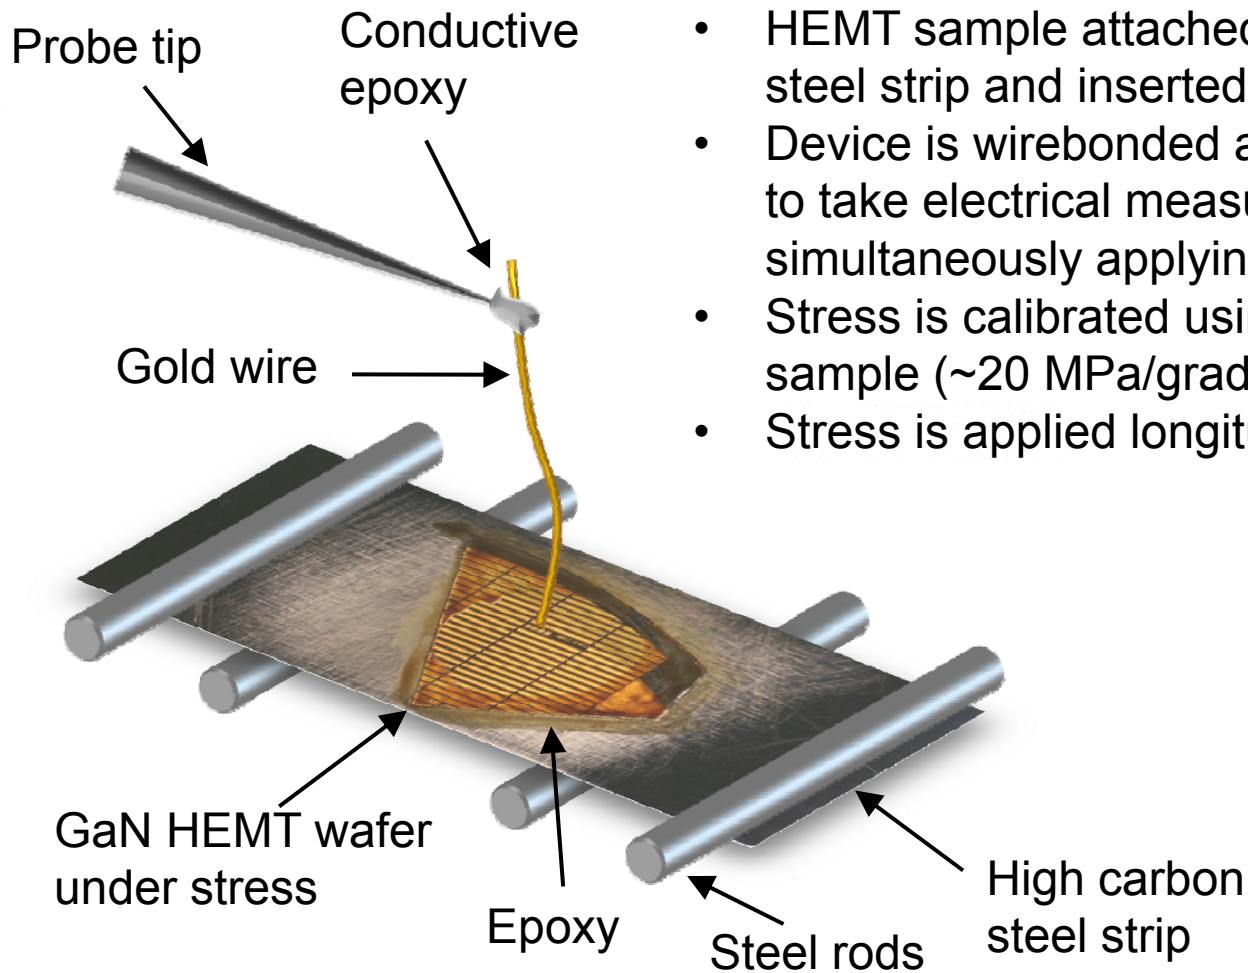 Probe tip
Conductive
epoxy
Gold wire
• HEMT sample attached
steel strip and inserted
• Device is wirebonded a
to take electrical measu
simultaneously applyin
• Stress is calibrated usin
sample (~20 MPa/grad
• Stress is applied longit
GaN HEMT wafer
under stress
Epoxy
Steel rods
High carbon
steel strip